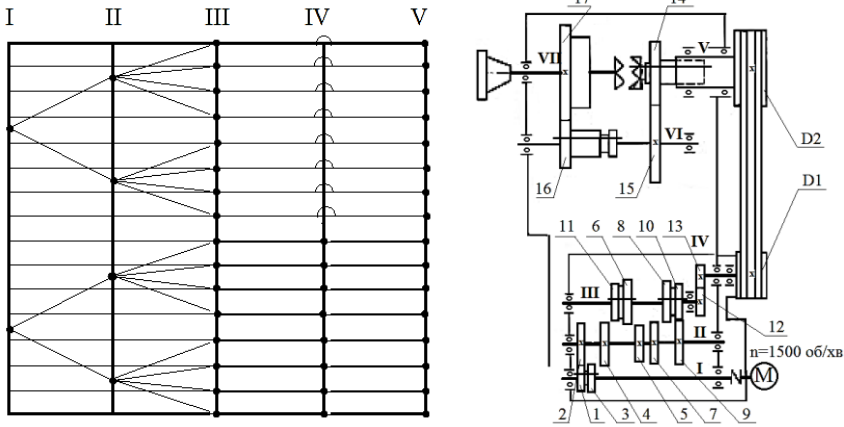 I II III IV V
17 14
VII V
VI
D2
16 15
D1
11 6 8 10 13
IV
III
12
II
n=1500 об/хв
I
М
2 1 3 4 5 7 9